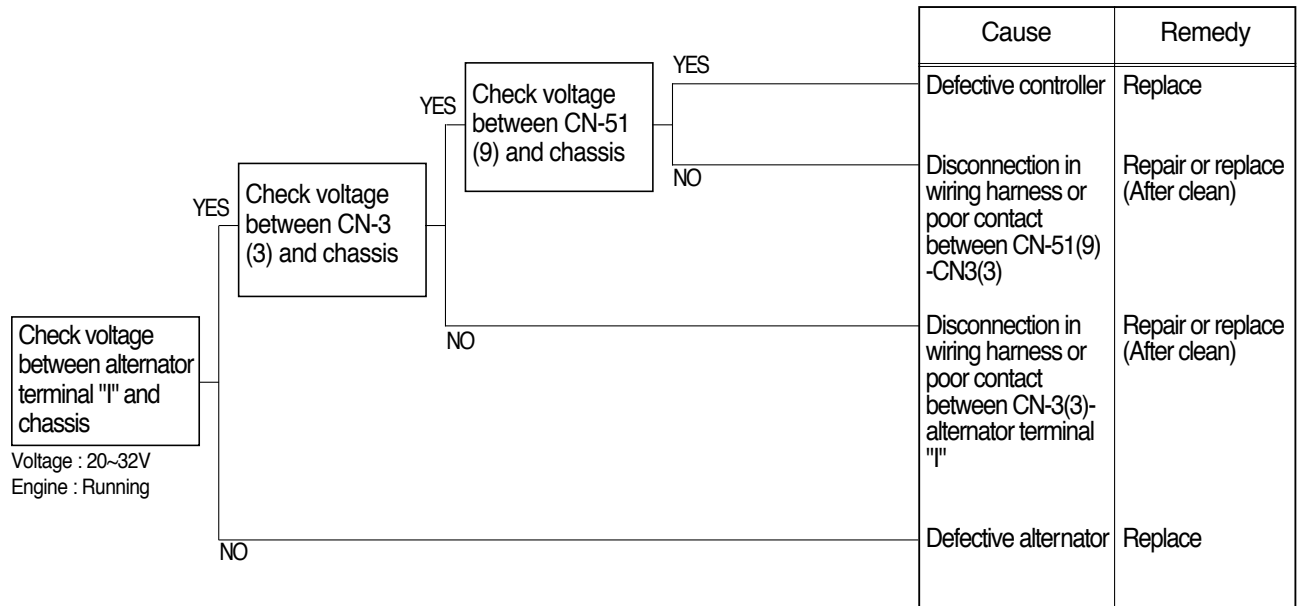 Cause
Remedy
YES
Defective controller
Replace
YES
Check voltage
between CN-51
(9) and chassis
NO
Disconnection in
wiring harness or
poor contact
between CN-51(9)
-CN3(3)
Repair or replace
(After clean)
YES
Check voltage
between CN-3
(3) and chassis
NO
Disconnection in
wiring harness or
poor contact
between CN-3(3)-
alternator terminal
"I"
Repair or replace
(After clean)
Check voltage
between alternator
terminal "I" and
chassis
Voltage : 20~32V
Engine : Running
NO
Defective alternator
Replace